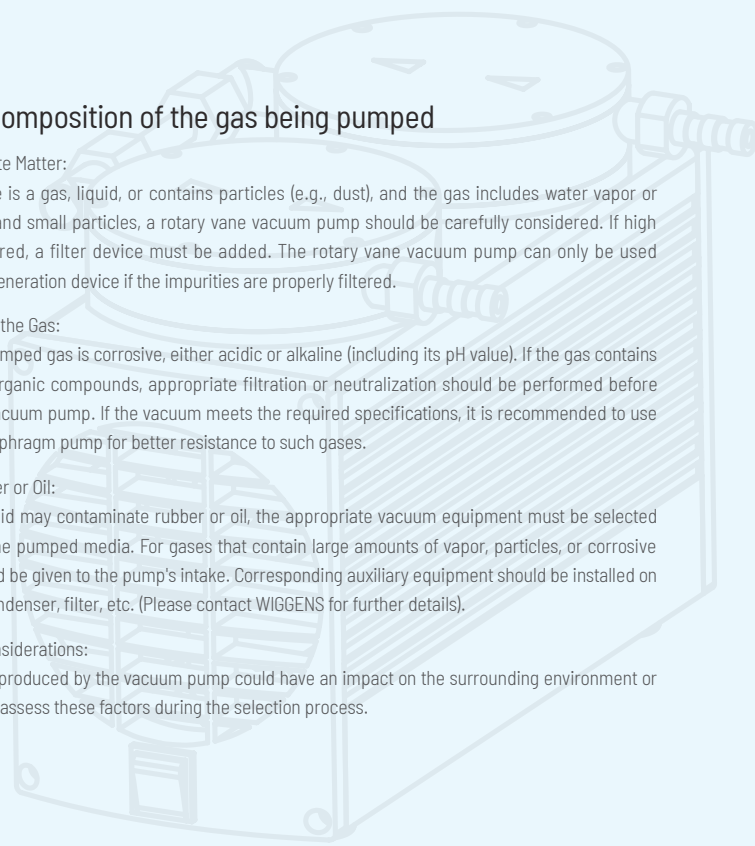 omposition of the gas being pumped
te Matter:
e is a gas, liquid, or contains particles (e.g., dust), and the gas includes water vapor or
and small particles, a rotary vane vacuum pump should be carefully considered. If high
red, a filter device must be added. The rotary vane vacuum pump can only be used
eneration device if the impurities are properly filtered.
the Gas:
mped gas is corrosive, either acidic or alkaline (including its pH value). If the gas contains
rganic compounds, appropriate filtration or neutralization should be performed before
acuum pump. If the vacuum meets the required specifications, it is recommended to use
phragm pump for better resistance to such gases.
er or Oil:
id may contaminate rubber or oil, the appropriate vacuum equipment must be selected
ne pumped media. For gases that contain large amounts of vapor, particles, or corrosive
d be given to the pump's intake. Corresponding auxiliary equipment should be installed on
ndenser, filter, etc. (Please contact WIGGENS for further details).
nsiderations:
produced by the vacuum pump could have an impact on the surrounding environment or
assess these factors during the selection process.